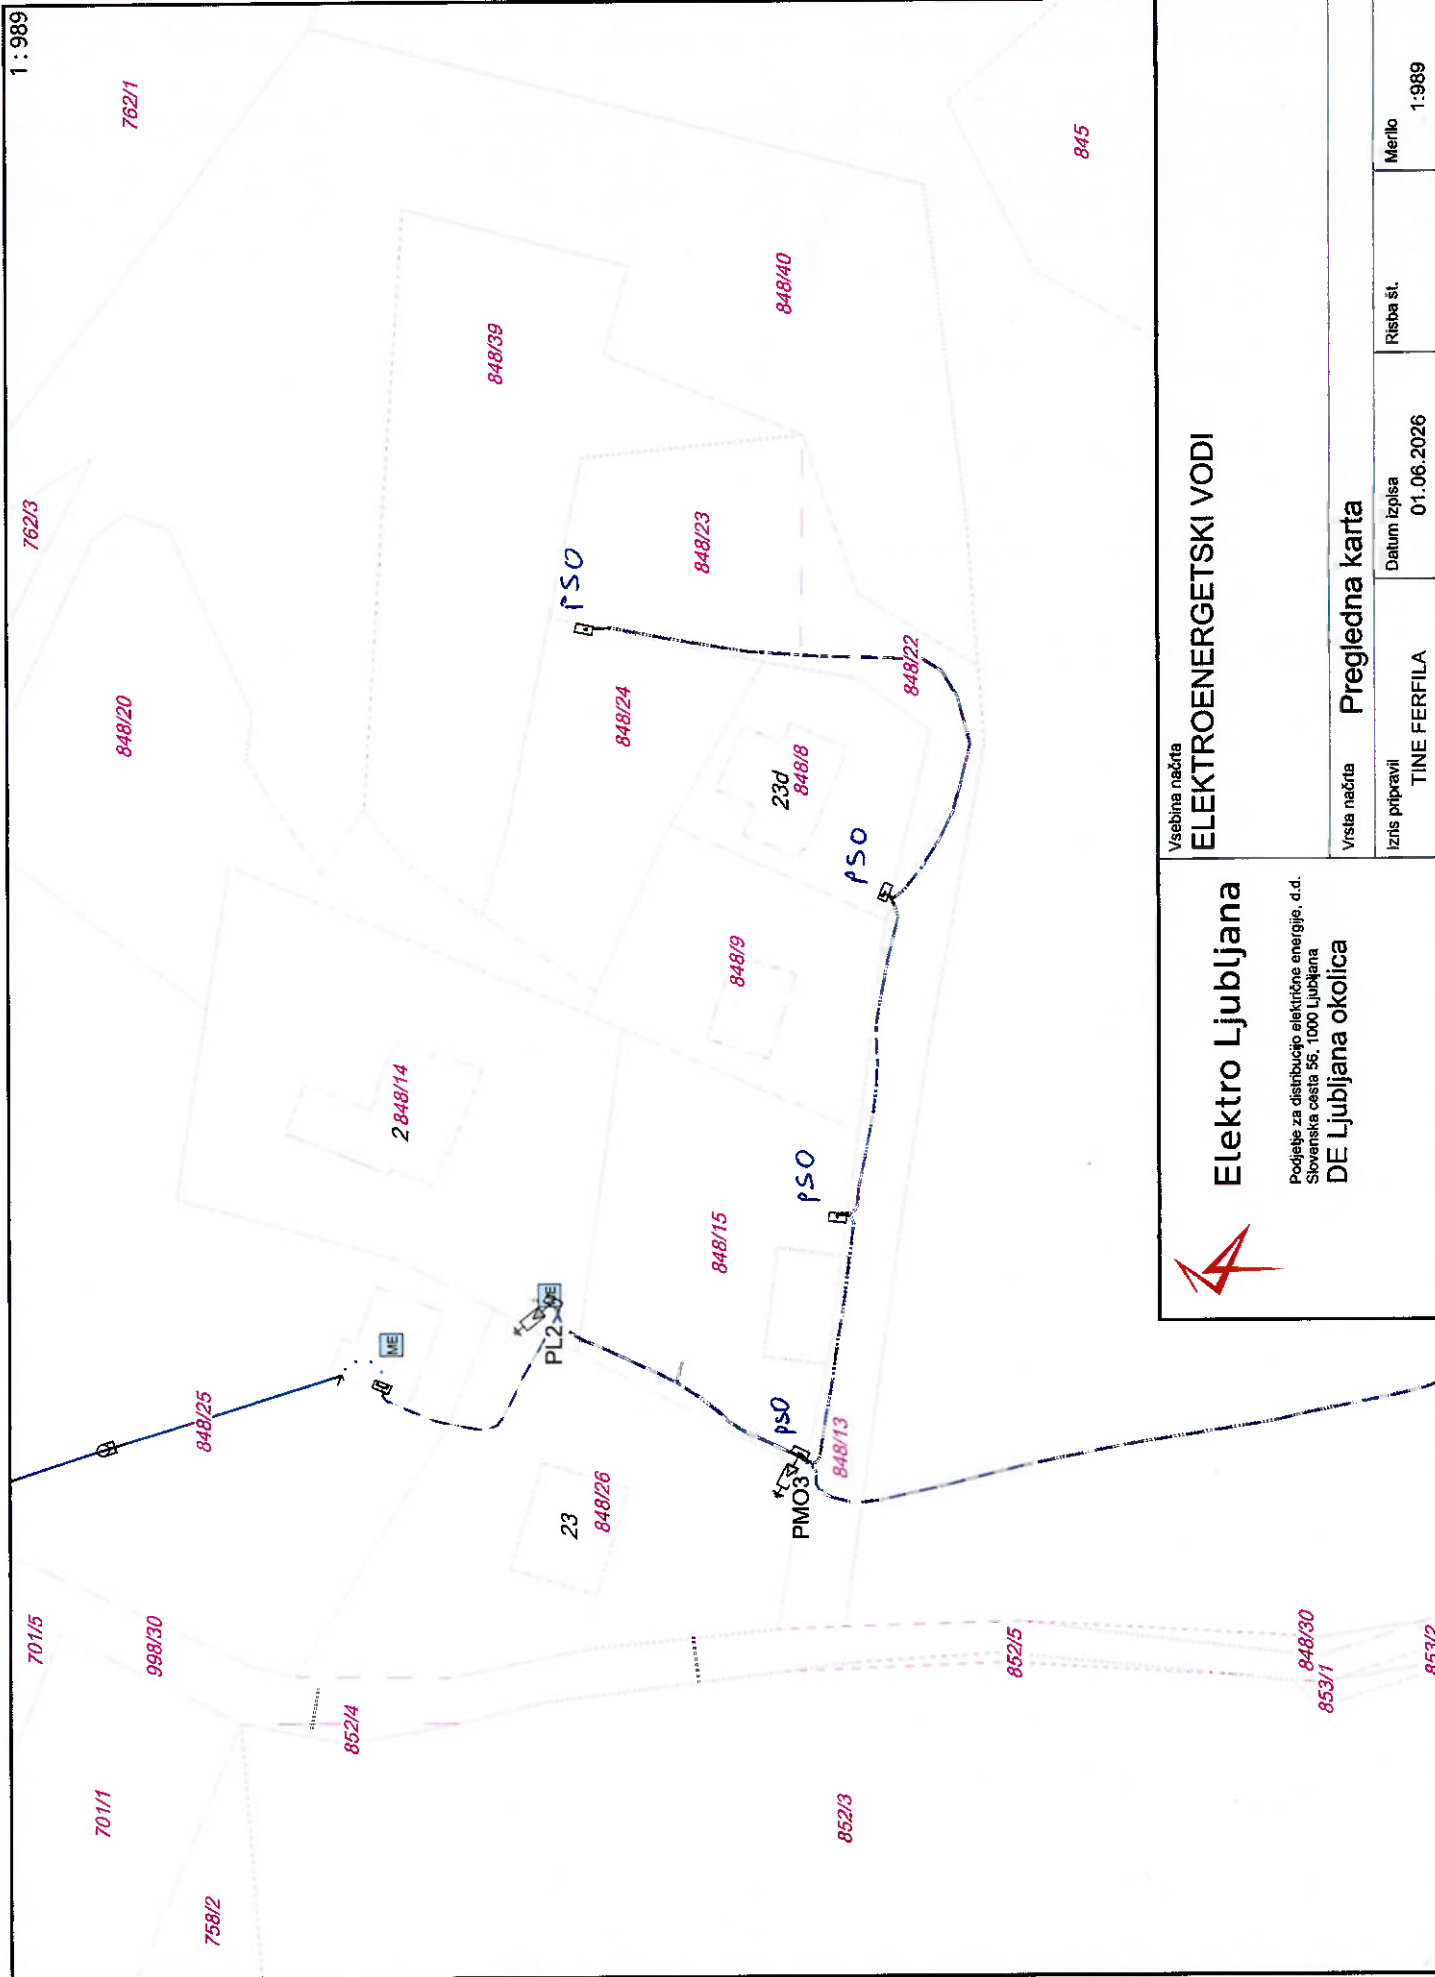 1 : 989
758/2
701/1
701/5
998/30
852/4
848/25
ME
762/3
762/1
848/20
2 848/14
848/39
PL2
ME
23
848/26
PSO
848/24
848/23
848/40
845
848/15
848/9
23d
848/8
848/22
PSO
PSO
PSO
PMO3
848/13
852/3
852/5
848/30
853/1
853/2
Elektro Ljubljana
Podjetje za distribucijo električne energije, d.d.
Slovenska cesta 56, 1000 Ljubljana
DE Ljubljana okolica
Vsebina načrta
ELEKTROENERGETSKI VODI
Vrsta načrta
Pregledna karta
Izris pripravil
TINE FERFILA
Datum izpisa
01.06.2026
Risba št.
Merilo
1:989